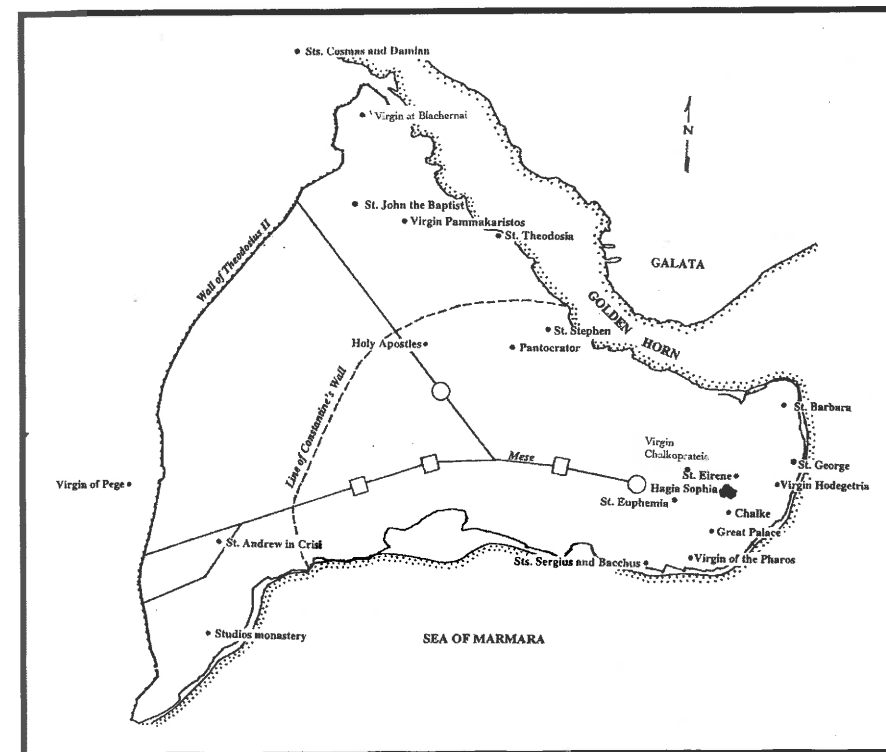 Sts. Cosmas and Damian
Virgin at Blachernai
N
St. John the Baptist
Virgin Pammakaristos
St. Theodosia
Wall of Theodosius II
GALATA
GOLDEN
HORN
St. Stephen
Holy Apostles
Pantocrator
Line of Constantine's Wall
St. Barbara
Mese
Virgin
Chalkoprateia
St. George
St. Eirene
Virgin of Pege
Hagia Sophia
Virgin Hodegetria
St. Euphemia
Chalke
Great Palace
St. Andrew in Crisi
Sts. Sergius and Bacchus
Virgin of the Pharos
Studios monastery
SEA OF MARMARA